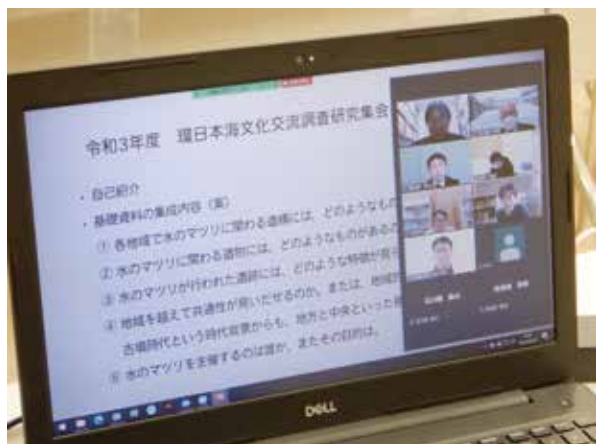 令和3年度 環日本海文化交流調査研究集会
・自己紹介
・基礎資料の集成内容（案）
① 各地域で水のマツリに関わる遺構には、どのようなもの
② 水のマツリに関わる遺物には、どのようなものがあるの
③ 水のマツリが行われた遺跡には、どのような特徴が
④ 地域を超えて共通性が見いだせるのか。または、地域
古墳時代という時代背景からも、地方と中央といった
⑤ 水のマツリを主催するのは誰か、またその目的は。
DELL